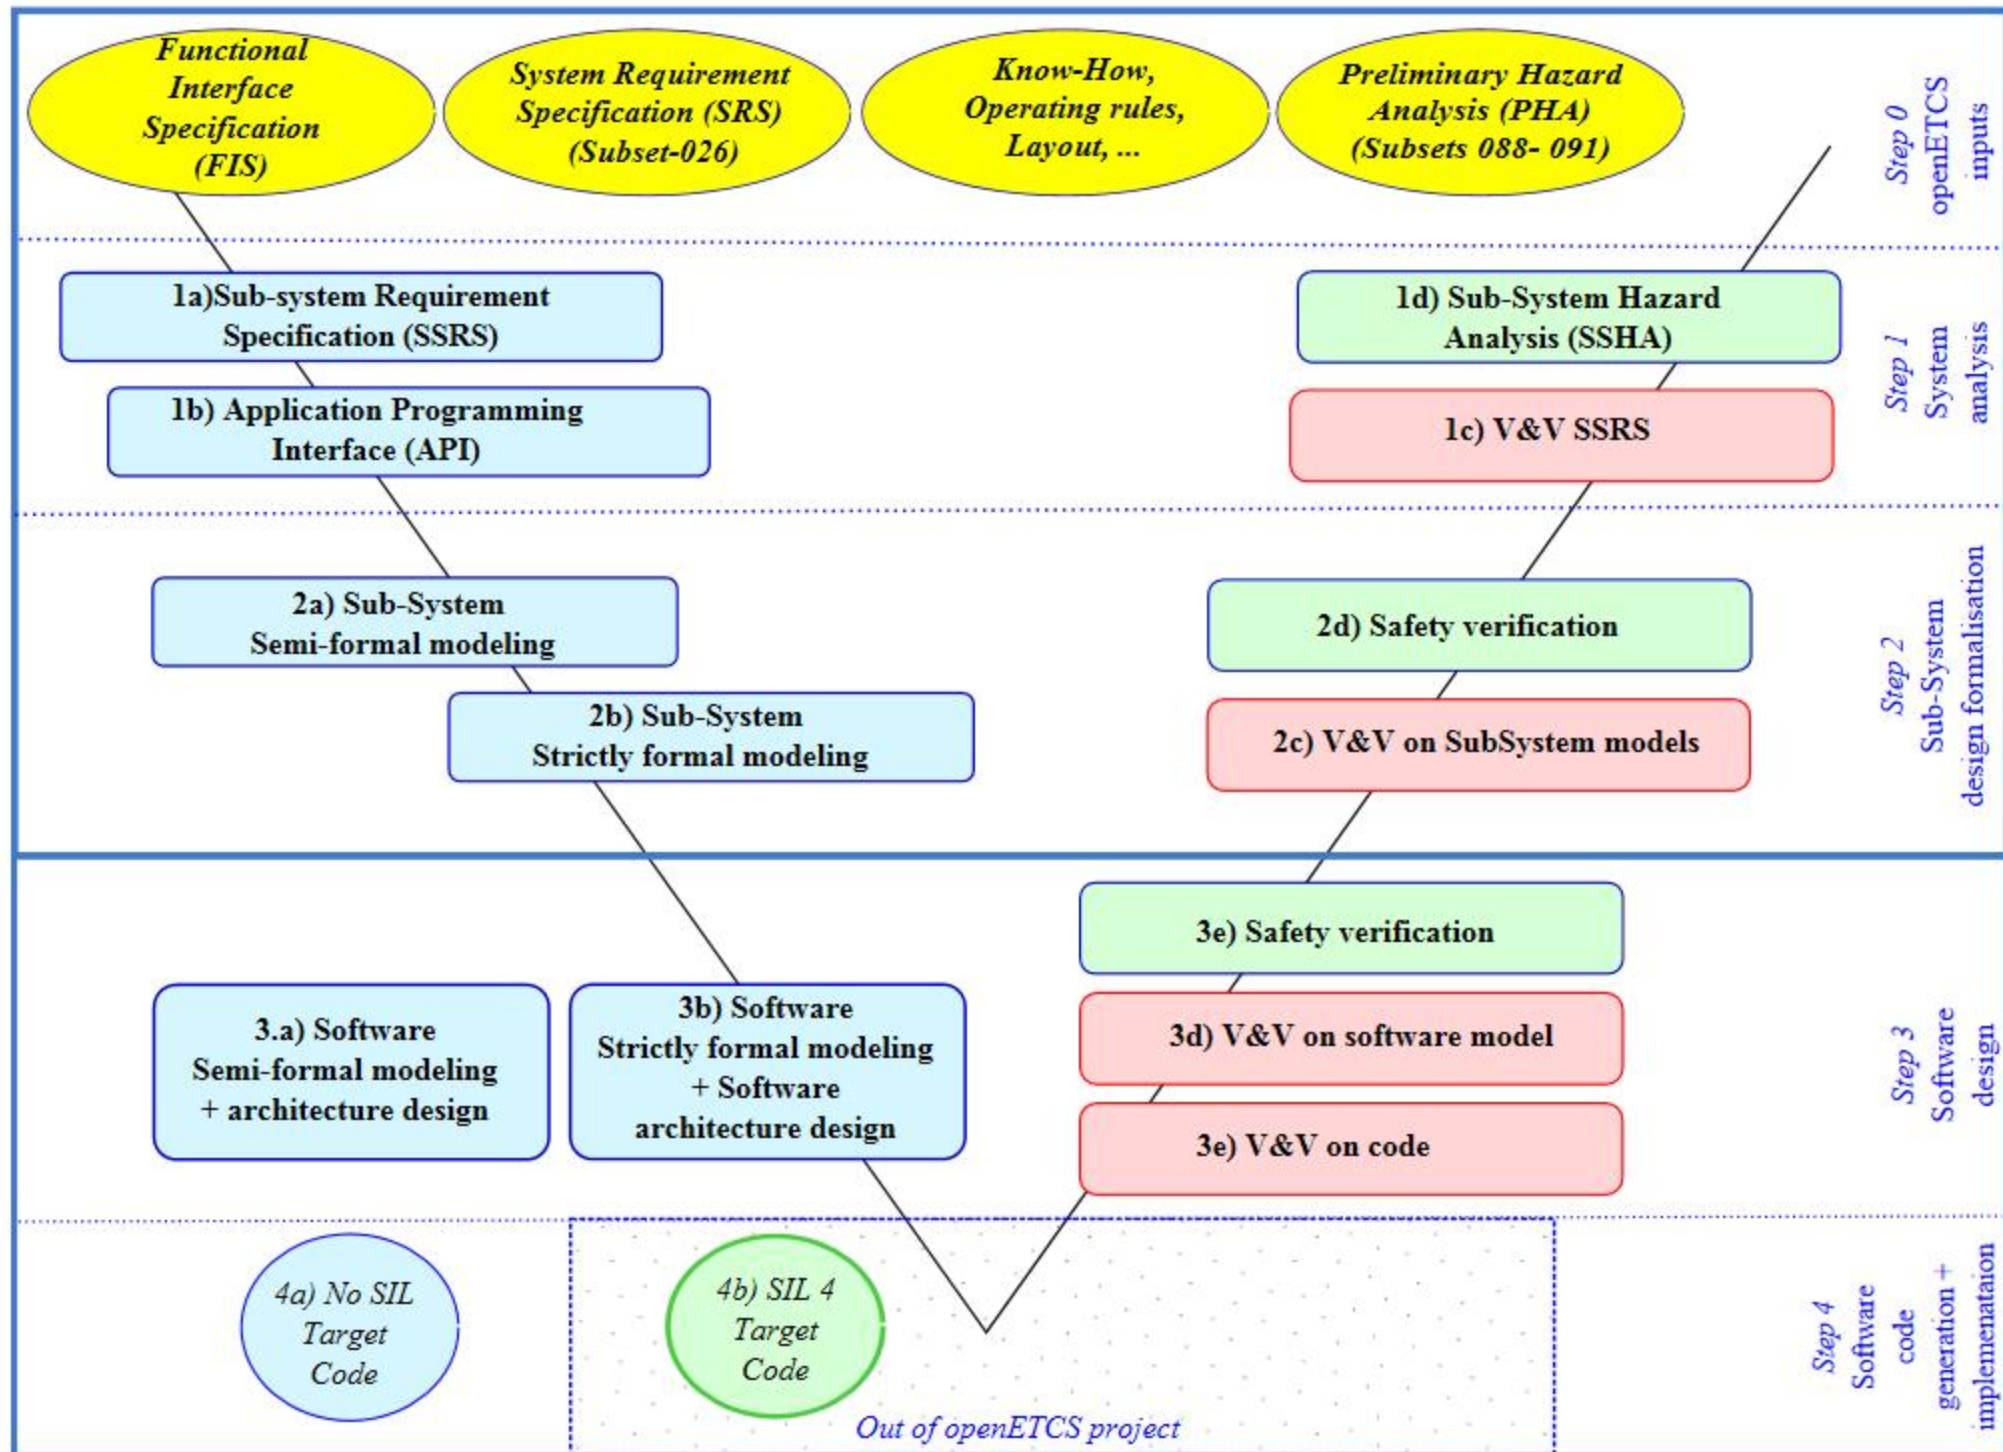 Functional
Interface
Specification
(FIS)
System Requirement
Specification (SRS)
(Subset-026)
Know-How,
Operating rules,
Layout, ...
Preliminary Hazard
Analysis (PHA)
(Subsets 088- 091)
Step 0
openETCS
inputs
1a)Sub-system Requirement
Specification (SSRS)
1d) Sub-System Hazard
Analysis (SSHA)
1b) Application Programming
Interface (API)
1c) V&V SSRS
Step 1
System
analysis
2a) Sub-System
Semi-formal modeling
2d) Safety verification
2b) Sub-System
Strictly formal modeling
2c) V&V on SubSystem models
Step 2
Sub-System
design formalisation
3e) Safety verification
3.a) Software
Semi-formal modeling
+ architecture design
3b) Software
Strictly formal modeling
+ Software
architecture design
3d) V&V on software model
3e) V&V on code
Step 3
Software
design
4a) No SIL
Target
Code
4b) SIL 4
Target
Code
Out of openETCS project
Step 4
Software
code
generation +
implemenataion